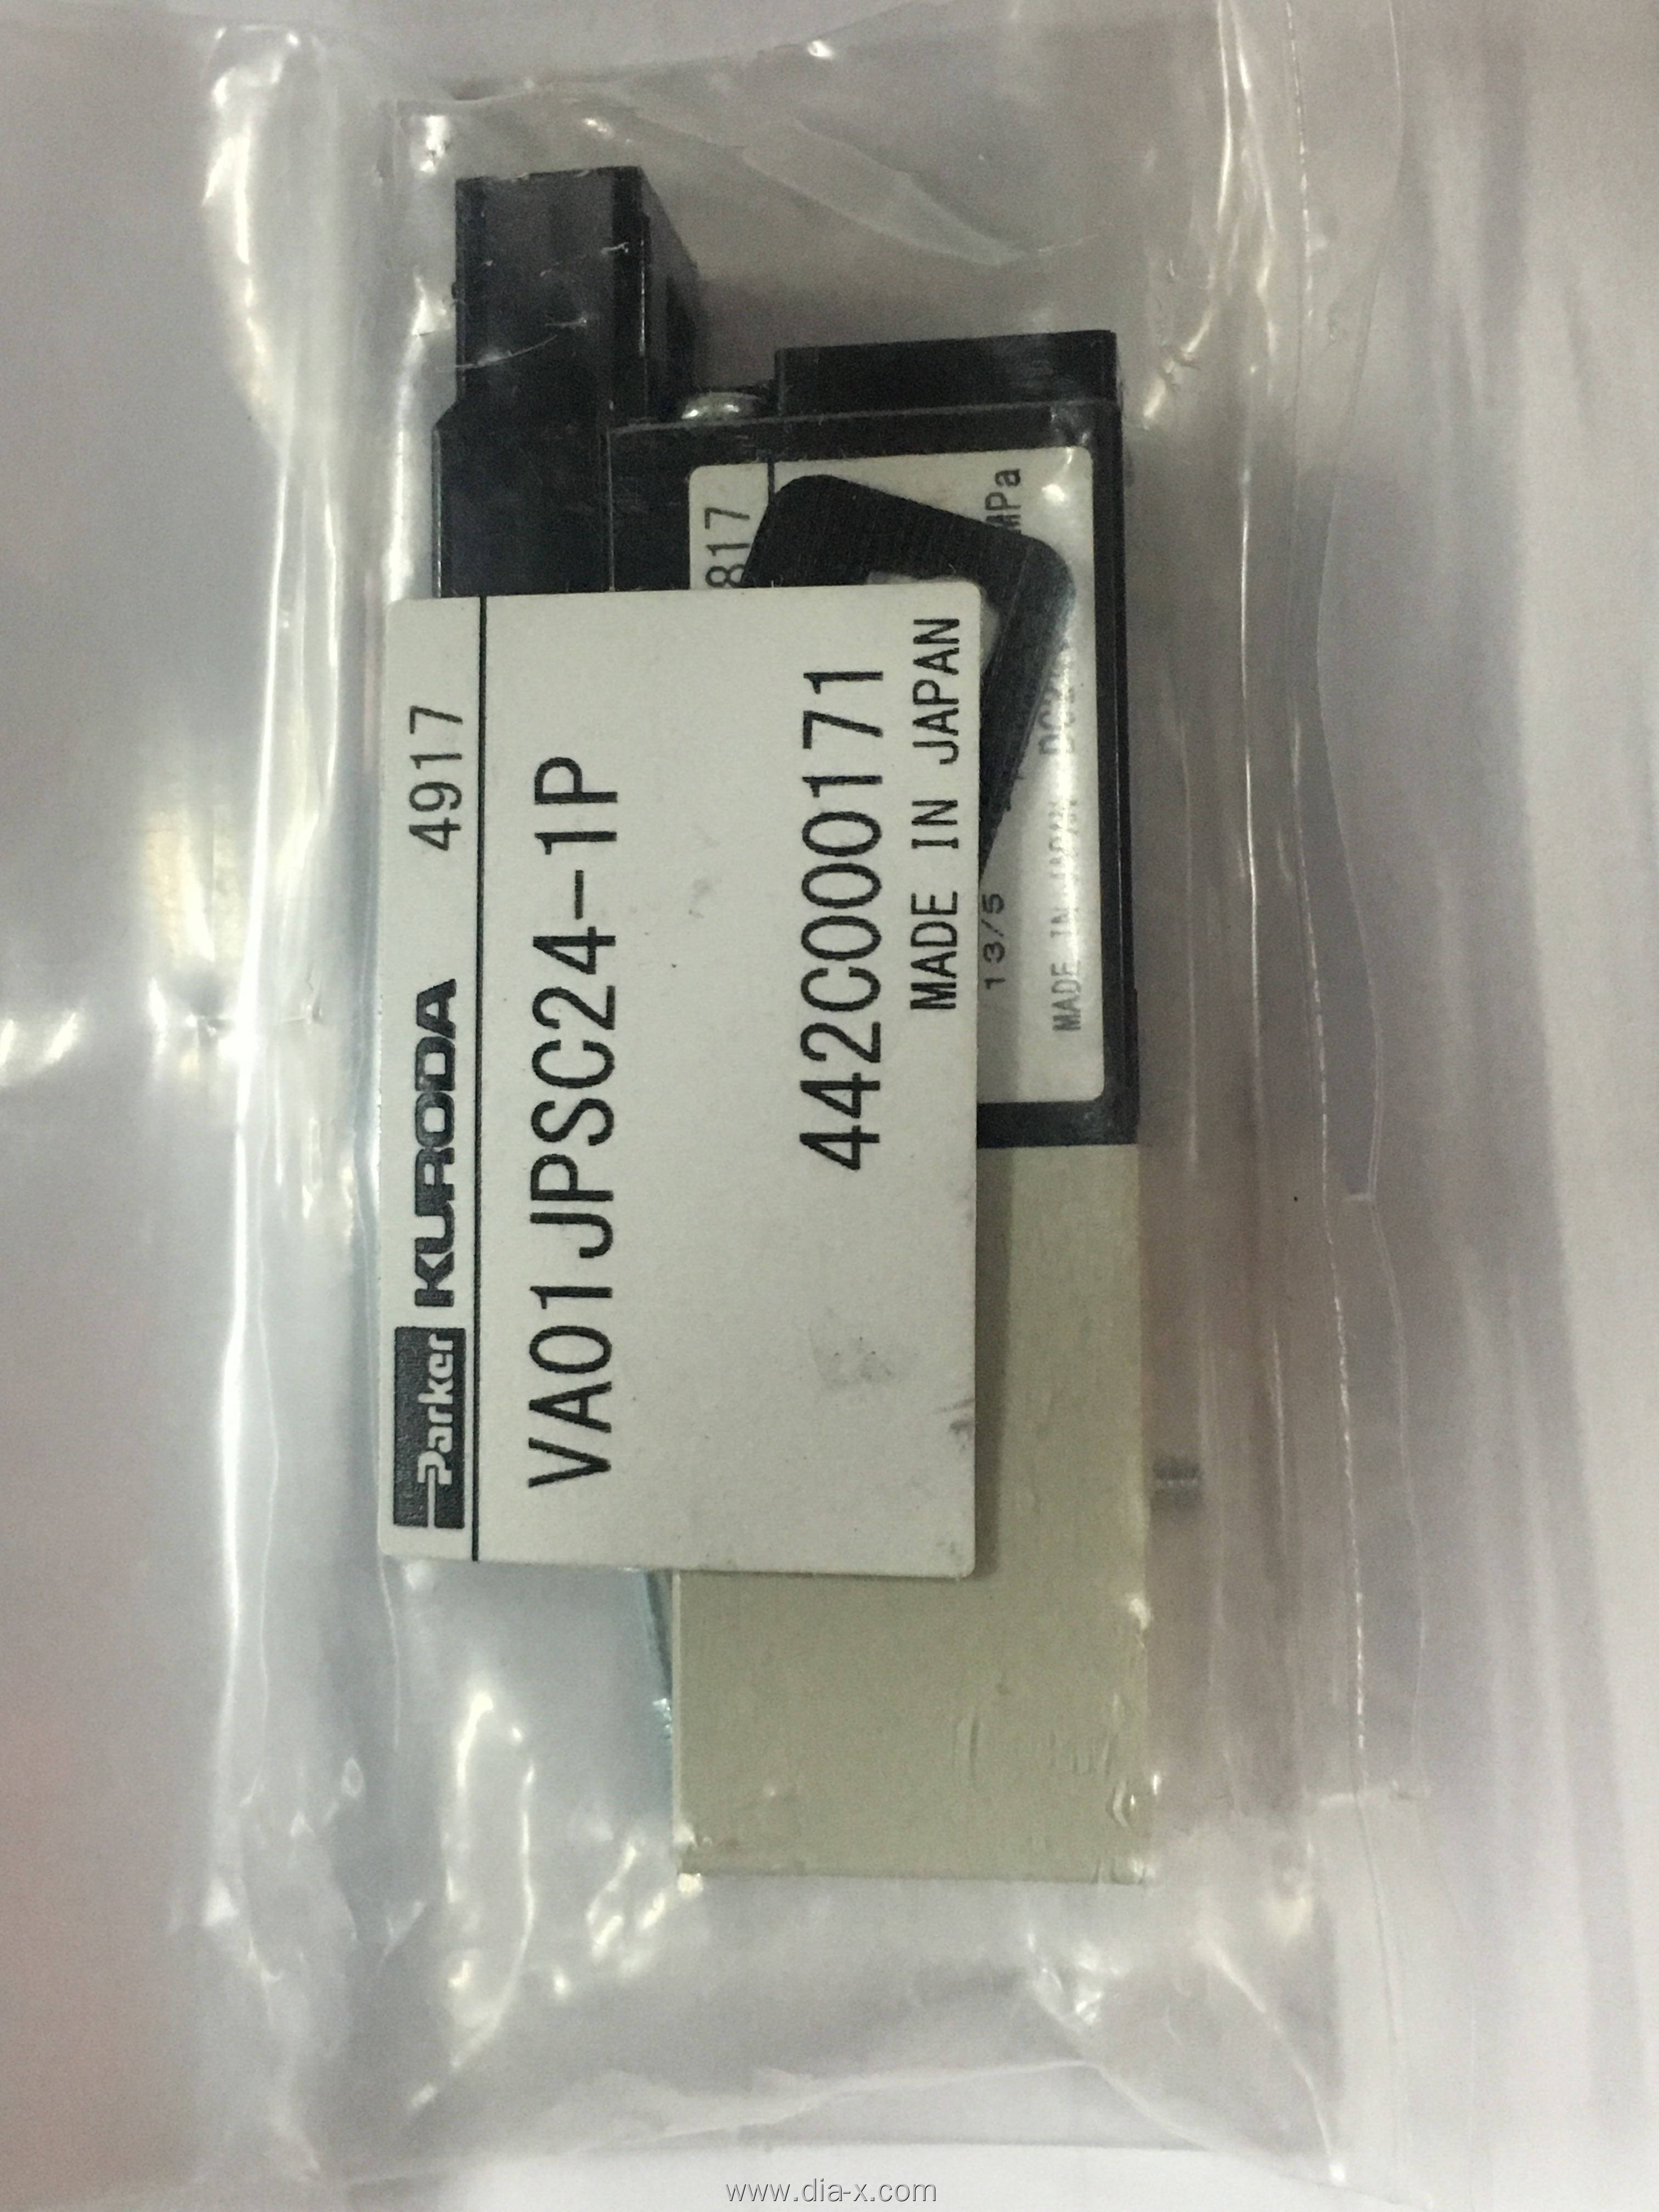 Parker KURODA 4917
VA01JPSC24-1P
442C000171
MADE IN JAPAN
817
MPa
13/5
MADE IN JAPAN
www.dia-x.com